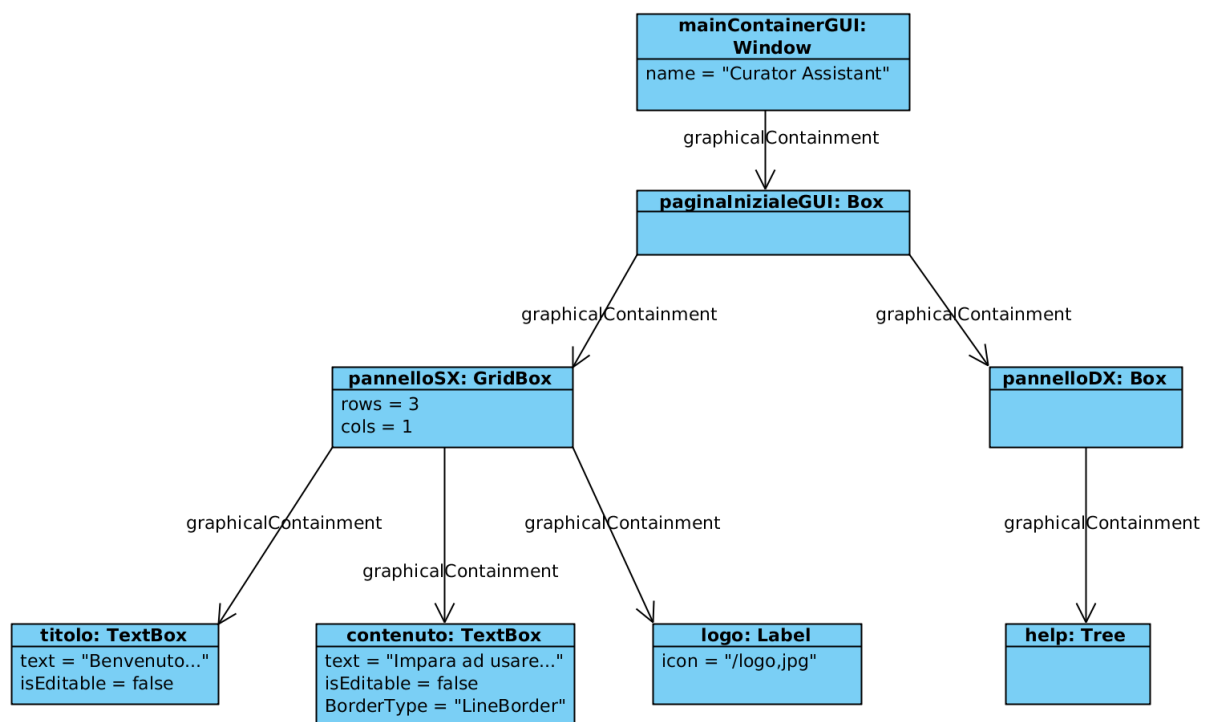 mainContainerGUI:
Window
name = "Curator Assistant"
graphicalContainment
paginaInizialeGUI: Box
graphicalContainment
graphicalContainment
pannelloSX: GridBox
rows = 3
cols = 1
pannelloDX: Box
graphicalContainment
graphicalContainment
graphicalContainment
graphicalContainment
titolo: TextBox
text = "Benvenuto..."
isEditable = false
contenuto: TextBox
text = "Impara ad usare..."
isEditable = false
BorderType = "LineBorder"
logo: Label
icon = "/logo,jpg"
help: Tree